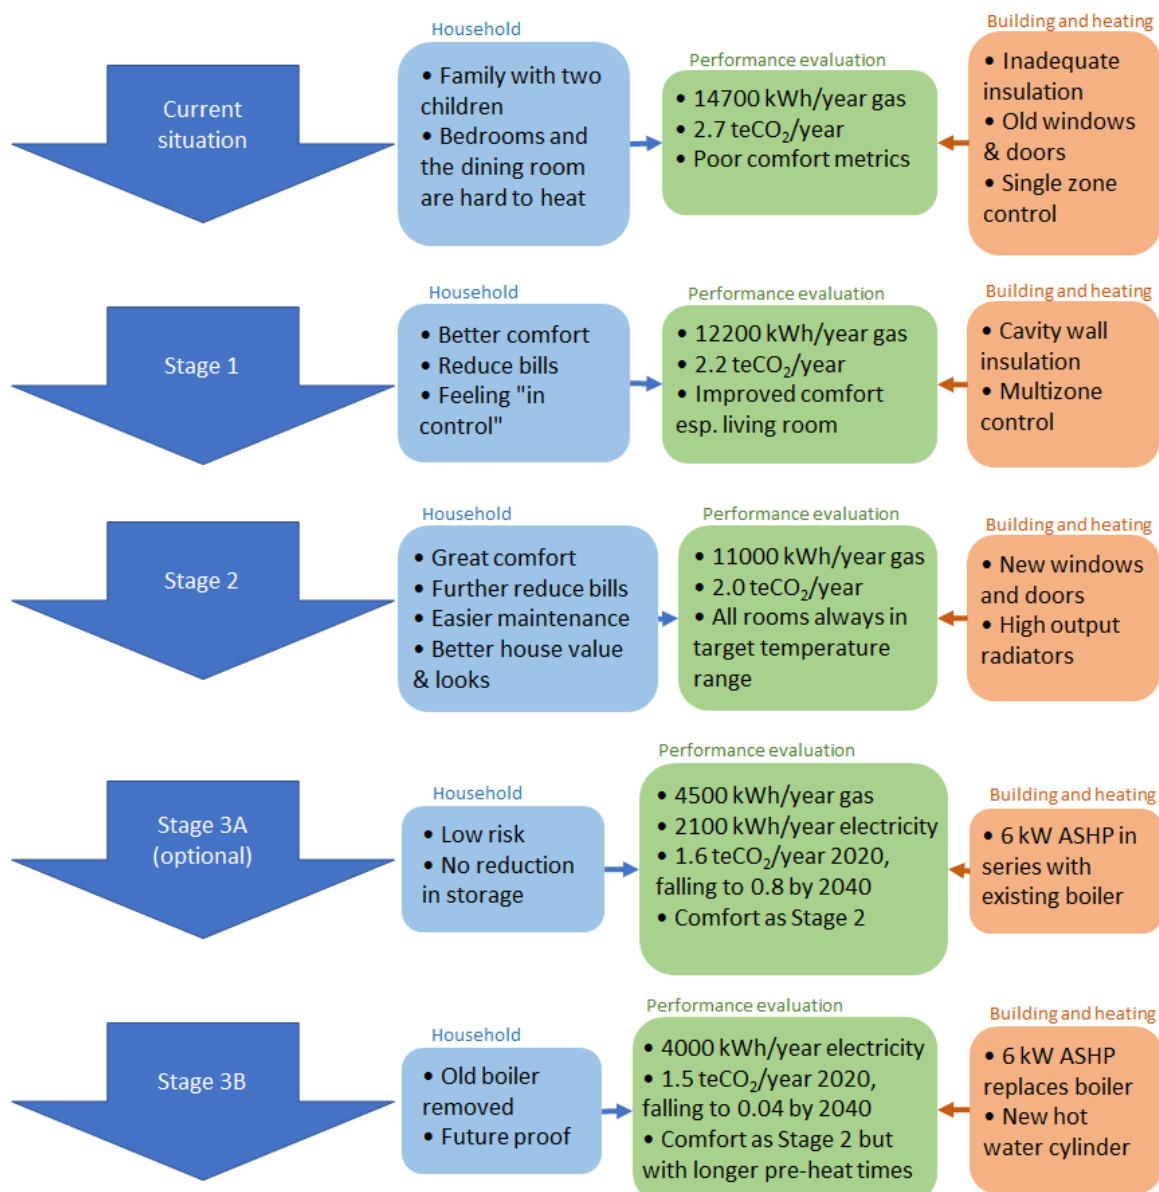 Current
situation
Household
• Family with two
children
• Bedrooms and
the dining room
are hard to heat
Performance evaluation
• 14700 kWh/year gas
• 2.7 teCO₂/year
• Poor comfort metrics
Building and heating
• Inadequate
insulation
• Old windows
& doors
• Single zone
control
Stage 1
Household
• Better comfort
• Reduce bills
• Feeling "in
control"
Performance evaluation
• 12200 kWh/year gas
• 2.2 teCO₂/year
• Improved comfort
esp. living room
Building and heating
• Cavity wall
insulation
• Multizone
control
Stage 2
Household
• Great comfort
• Further reduce bills
• Easier maintenance
• Better house value
& looks
Performance evaluation
• 11000 kWh/year gas
• 2.0 teCO₂/year
• All rooms always in
target temperature
range
Building and heating
• New windows
and doors
• High output
radiators
Stage 3A
(optional)
Household
• Low risk
• No reduction
in storage
Performance evaluation
• 4500 kWh/year gas
• 2100 kWh/year electricity
• 1.6 teCO₂/year 2020,
falling to 0.8 by 2040
• Comfort as Stage 2
Building and heating
• 6 kW ASHP in
series with
existing boiler
Stage 3B
Household
• Old boiler
removed
• Future proof
Performance evaluation
• 4000 kWh/year electricity
• 1.5 teCO₂/year 2020,
falling to 0.04 by 2040
• Comfort as Stage 2 but
with longer pre-heat times
Building and heating
• 6 kW ASHP
replaces boiler
• New hot
water cylinder